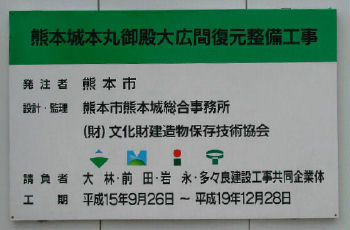 熊本城本丸御殿大広間復元整備工事
発注者 熊本市
設計・監理 熊本市熊本城総合事務所
(財)文化財建造物保存技術協会
請負者 大林・前田・岩永・多々良建設工事共同企業体
工期 平成15年9月26日 ～ 平成19年12月28日